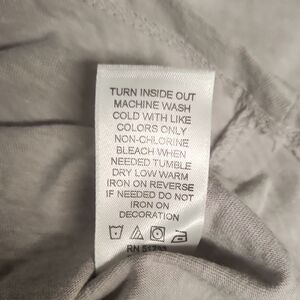 TURN INSIDE OUT
MACHINE WASH
COLD WITH LIKE
COLORS ONLY
NON-CHLORINE
BLEACH WHEN
NEEDED TUMBLE
DRY LOW WARM
IRON ON REVERSE
IF NEEDED DO NOT
IRON ON
DECORATION
RN